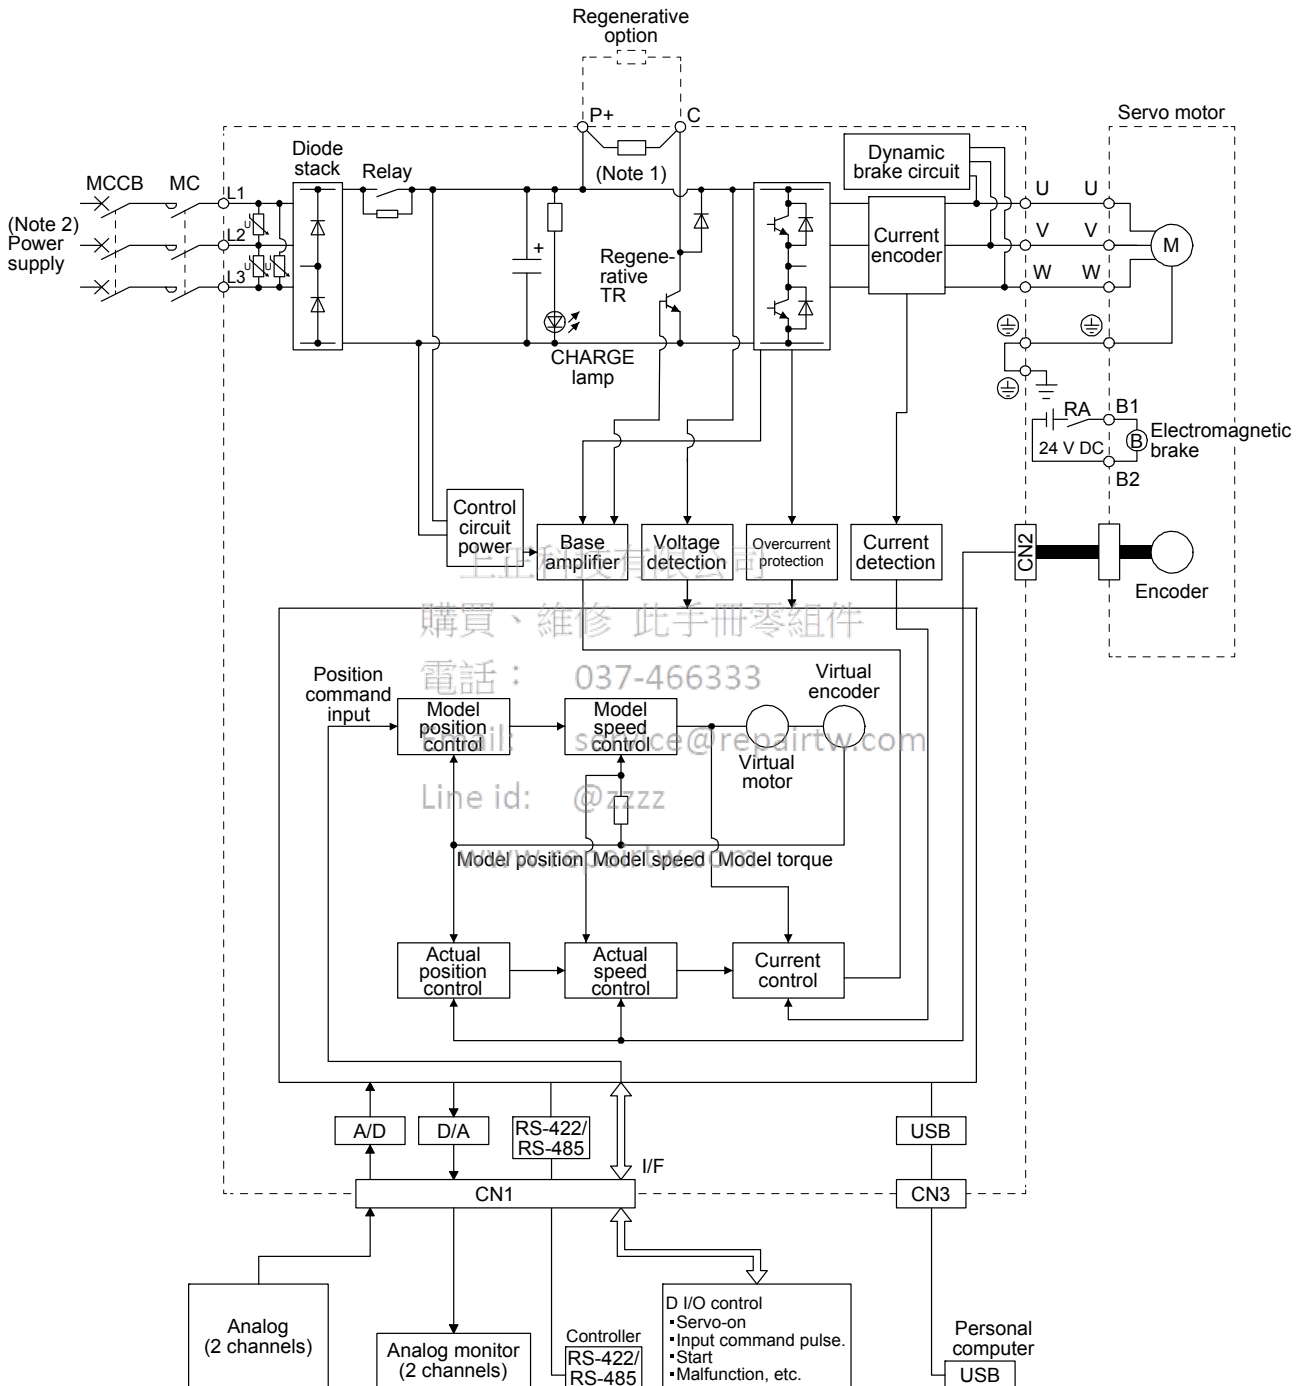 Regenerative
option
P+
C
Servo motor
Diode
stack
Relay
(Note 1)
Dynamic
brake circuit
MCCB
MC
L1
L2
L3
(Note 2)
Power
supply
U
U
V
V
W
W
U
U
U
M
Current
encoder
+
Regene-
rative
TR
CHARGE
lamp
RA
24 V DC
B1
B
B2
Electromagnetic
brake
Control
circuit
power
Base
amplifier
Voltage
detection
Overcurrent
protection
Current
detection
CN2
Encoder
上正科技有限公司
購買、維修 此手冊零組件
電話： 037-466333
Email: service@repairtw.com
Line id: @zzzz
www.repairtw.com
Position
command
input
Model
position
control
Model
speed
control
Virtual
motor
Virtual
encoder
Model position
Model speed
Model torque
Actual
position
control
Actual
speed
control
Current
control
A/D
D/A
RS-422/
RS-485
I/F
USB
CN1
CN3
Analog
(2 channels)
Analog monitor
(2 channels)
Controller
RS-422/
RS-485
D I/O control
▪Servo-on
▪Input command pulse.
▪Start
▪Malfunction, etc.
Personal
computer
USB